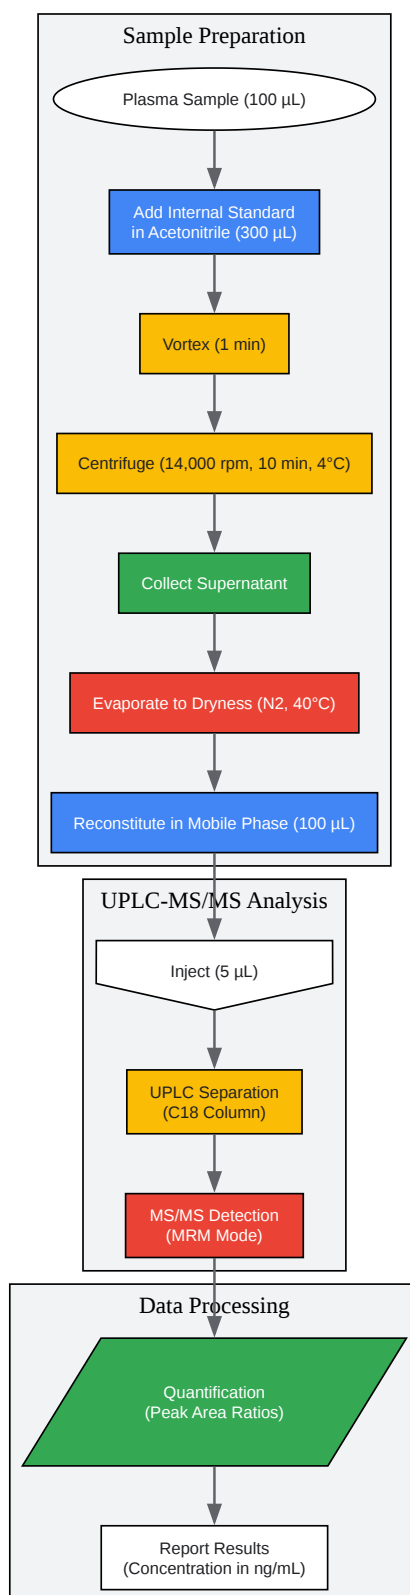 Sample Preparation
Plasma Sample (100 µL)
Add Internal Standard
in Acetonitrile (300 µL)
Vortex (1 min)
Centrifuge (14,000 rpm, 10 min, 4°C)
Collect Supernatant
Evaporate to Dryness (N2, 40°C)
Reconstitute in Mobile Phase (100 µL)
UPLC-MS/MS Analysis
Inject (5 µL)
UPLC Separation
(C18 Column)
MS/MS Detection
(MRM Mode)
Data Processing
Quantification
(Peak Area Ratios)
Report Results
(Concentration in ng/mL)